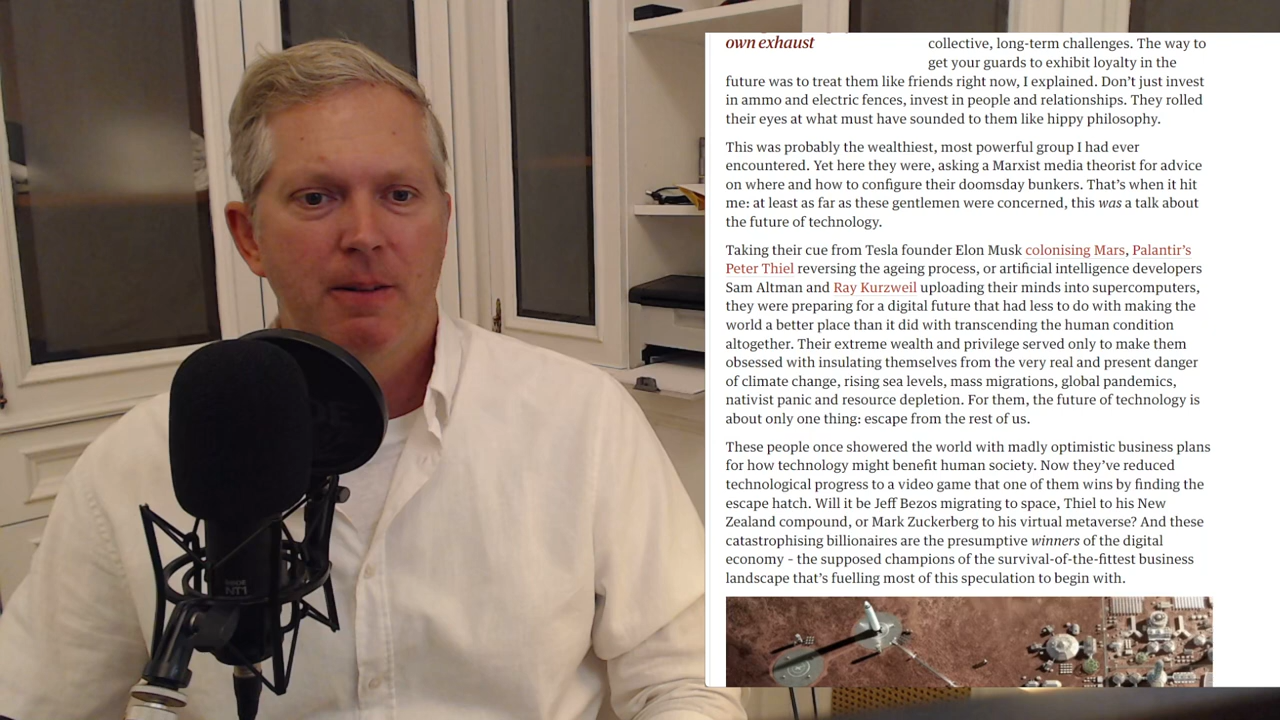 own exhaust
collective, long-term challenges. The way to
get your guards to exhibit loyalty in the
future was to treat them like friends right now, I explained. Don’t just invest
in ammo and electric fences, invest in people and relationships. They rolled
their eyes at what must have sounded to them like hippy philosophy.
This was probably the wealthiest, most powerful group I had ever
encountered. Yet here they were, asking a Marxist media theorist for advice
on where and how to configure their doomsday bunkers. That’s when it hit
me: at least as far as these gentlemen were concerned, this was a talk about
the future of technology.
Taking their cue from Tesla founder Elon Musk colonising Mars, Palantir’s
Peter Thiel reversing the ageing process, or artificial intelligence developers
Sam Altman and Ray Kurzweil uploading their minds into supercomputers,
they were preparing for a digital future that had less to do with making the
world a better place than it did with transcending the human condition
altogether. Their extreme wealth and privilege served only to make them
obsessed with insulating themselves from the very real and present danger
of climate change, rising sea levels, mass migrations, global pandemics,
nativist panic and resource depletion. For them, the future of technology is
about only one thing: escape from the rest of us.
These people once showered the world with madly optimistic business plans
for how technology might benefit human society. Now they’ve reduced
technological progress to a video game that one of them wins by finding the
escape hatch. Will it be Jeff Bezos migrating to space, Thiel to his New
Zealand compound, or Mark Zuckerberg to his virtual metaverse? And these
catastrophising billionaires are the presumptive winners of the digital
economy – the supposed champions of the survival-of-the-fittest business
landscape that’s fuelling most of this speculation to begin with.
NT1